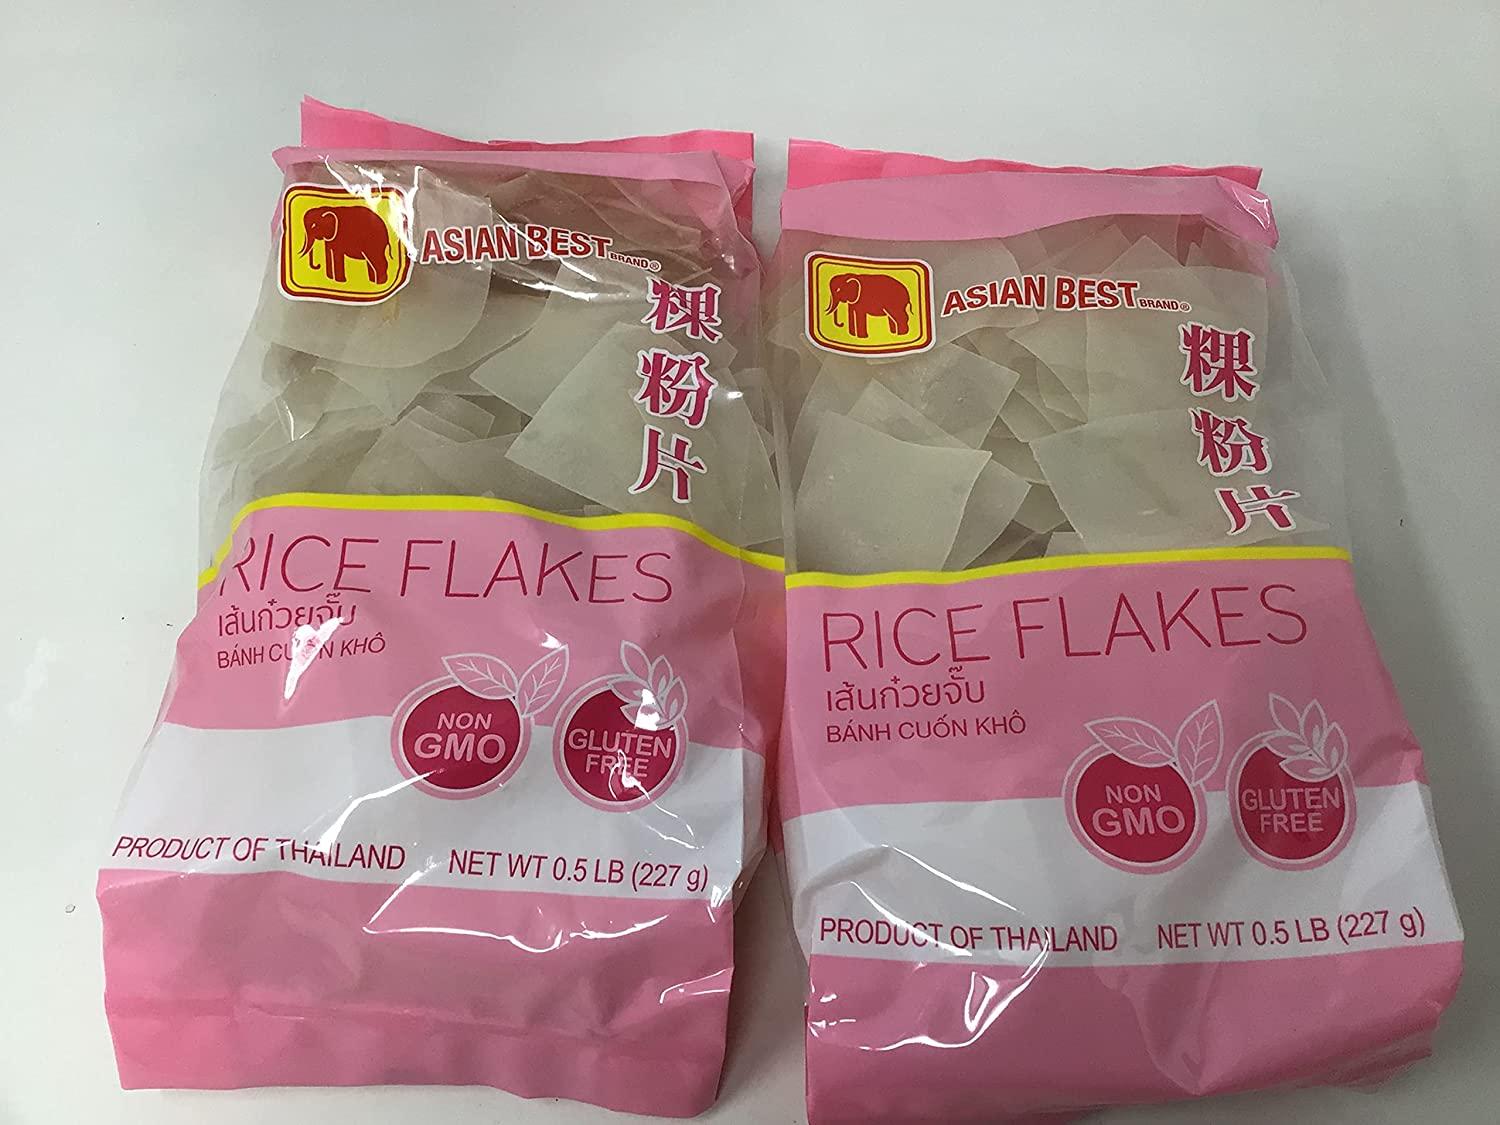 ASIAN BEST
BRAND®
粿粉片
RICE FLAKES
เส้นก๋วยจั๊บ
BÁNH CUỐN KHÔ
NON
GMO
GLUTEN
FREE
PRODUCT OF THAILAND
NET WT 0.5 LB (227 g)
ASIAN BEST
BRAND®
粿粉片
RICE FLAKES
เส้นก๋วยจั๊บ
BÁNH CUỐN KHÔ
NON
GMO
GLUTEN
FREE
PRODUCT OF THAILAND
NET WT 0.5 LB (227 g)